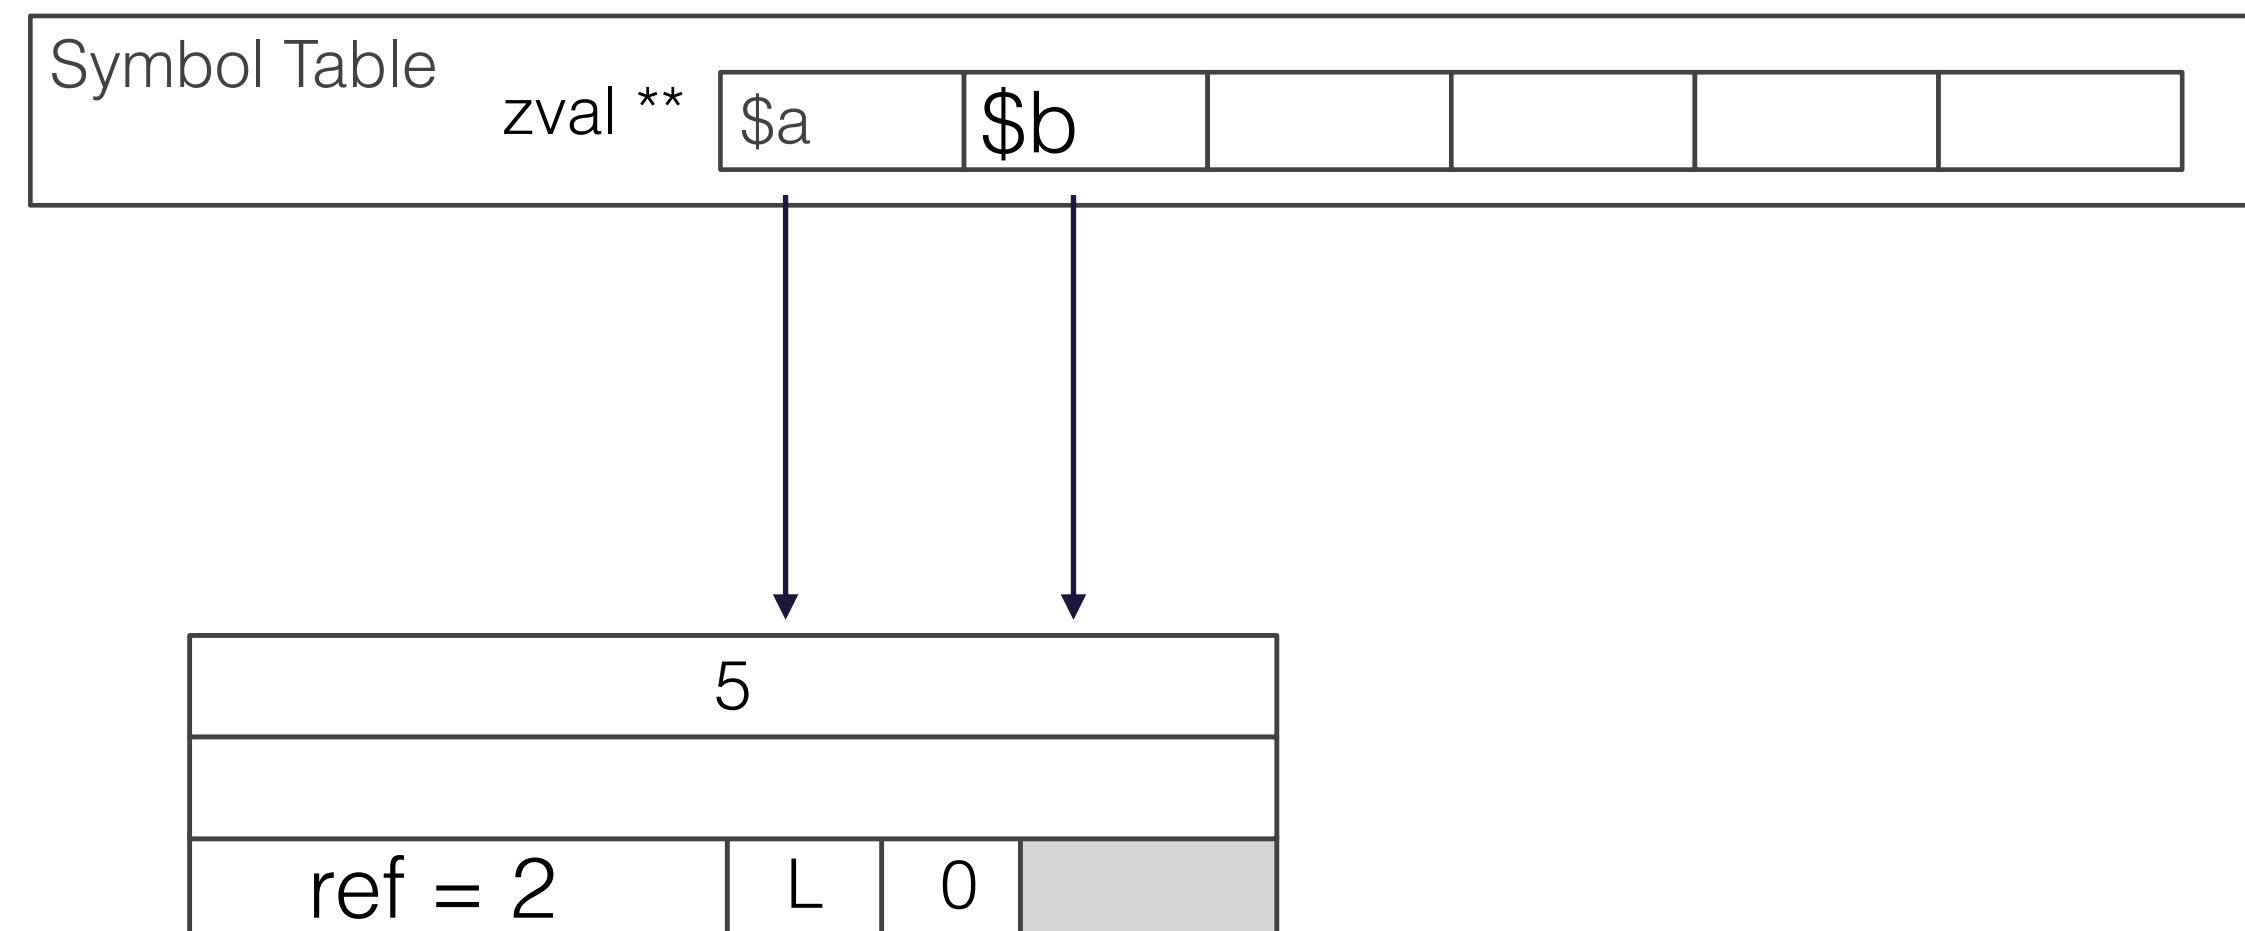 Symbol Table
zval **
$a
$b
5
ref = 2
L
0